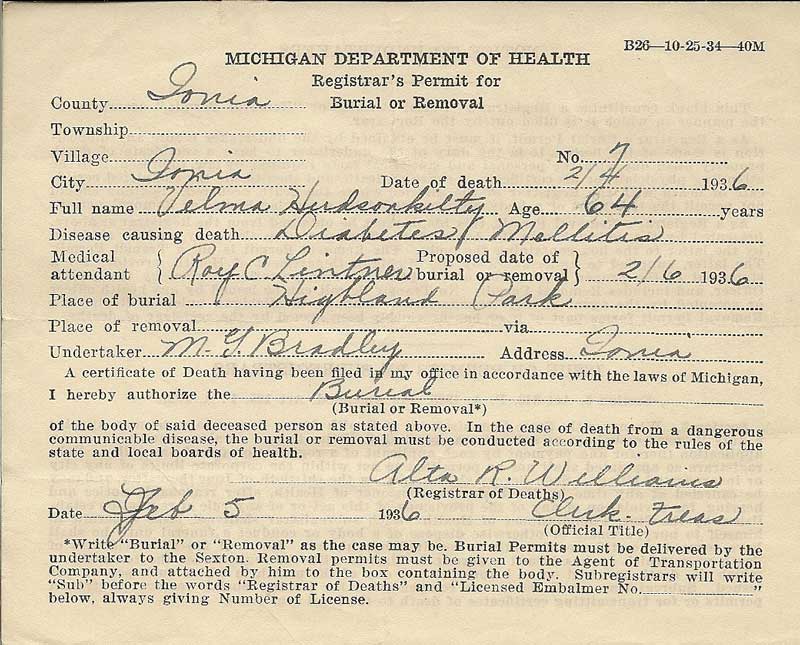 B26—10-25-34—40M
MICHIGAN DEPARTMENT OF HEALTH
Registrar's Permit for
County Ionia Burial or Removal
Township
Village No. 7
City Ionia Date of death 2/4 1936
Full name Velma Hudsonkilty Age 64 years
Disease causing death Diabetes Mellitis
Medical attendant { Roy C Lintner Proposed date of burial or removal } 2/6 1936
Place of burial Highland Park
Place of removal via
Undertaker M. G. Bradley Address Ionia
A certificate of Death having been filed in my office in accordance with the laws of Michigan,
I hereby authorize the Burial
(Burial or Removal*)
of the body of said deceased person as stated above. In the case of death from a dangerous
communicable disease, the burial or removal must be conducted according to the rules of the
state and local boards of health.
Alta R. Williams
(Registrar of Deaths)
Date Feb 5 1936 Clerk-Treas
(Official Title)
*Write "Burial" or "Removal" as the case may be. Burial Permits must be delivered by the
undertaker to the Sexton. Removal permits must be given to the Agent of Transportation
Company, and attached by him to the box containing the body. Subregistrars will write
"Sub" before the words "Registrar of Deaths" and "Licensed Embalmer No. "
below, always giving Number of License.